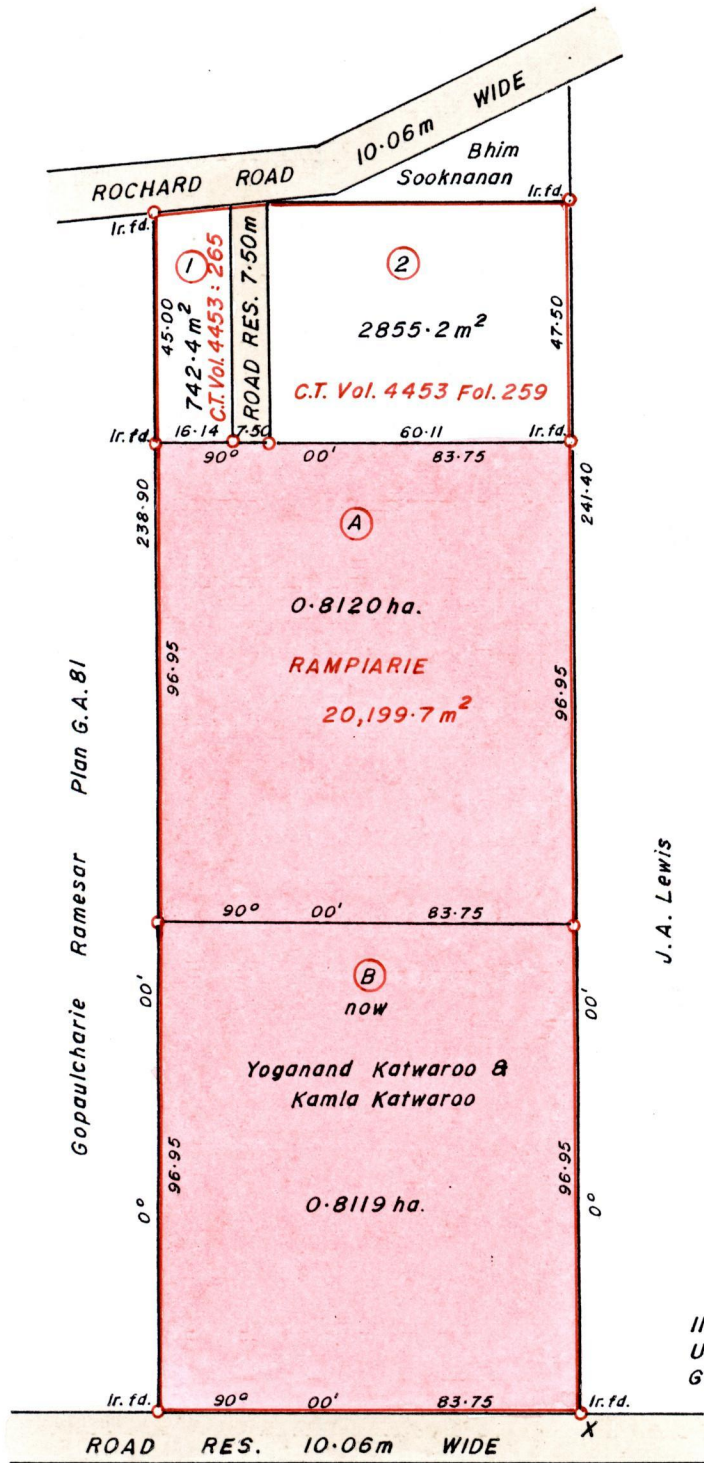 ROCHARD ROAD 10·06m WIDE
Bhim
Sooknanan
Ir. fd.
Ir. fd.
1
2
45·00
742·4 m²
C.T. Vol. 4453 : 265
ROAD RES. 7·50m
2855·2 m²
47·50
C.T. Vol. 4453 Fol. 259
Ir. fd.
16·14
7·50
60·11
Ir. fd.
90° 00' 83·75
238·90
241·40
A
0·8120 ha.
RAMPIARIE
20,199·7 m²
96·95
96·95
Gopaulcharie Ramesar Plan G.A. 81
J.A. Lewis
90° 00' 83·75
B
now
Yoganand Katwaroo &
Kamla Katwaroo
0° 00'
0° 00'
96·95
96·95
0·8119 ha.
Ir. fd.
90° 00' 83·75
Ir. fd.
X
ROAD RES. 10·06m WIDE
U
G